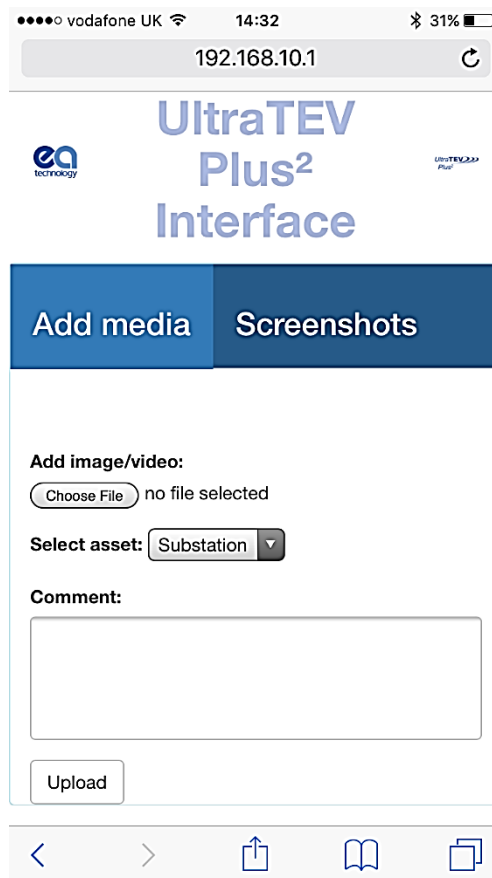 vodafone UK 14:32 31%
192.168.10.1
UltraTEV
Plus²
Interface
ea
technology
UltraTEV
Plus²
Add media Screenshots
Add image/video:
Choose File no file selected
Select asset: Substation
Comment:
Upload